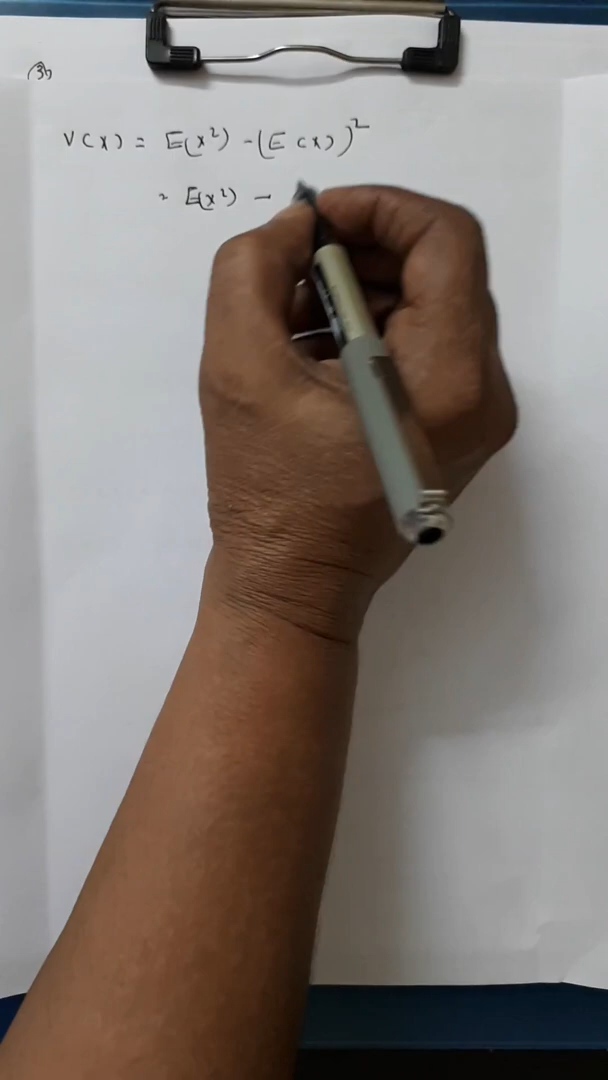 (3)
V(X) = E(X²) - (E(X))²
= E(X²) -